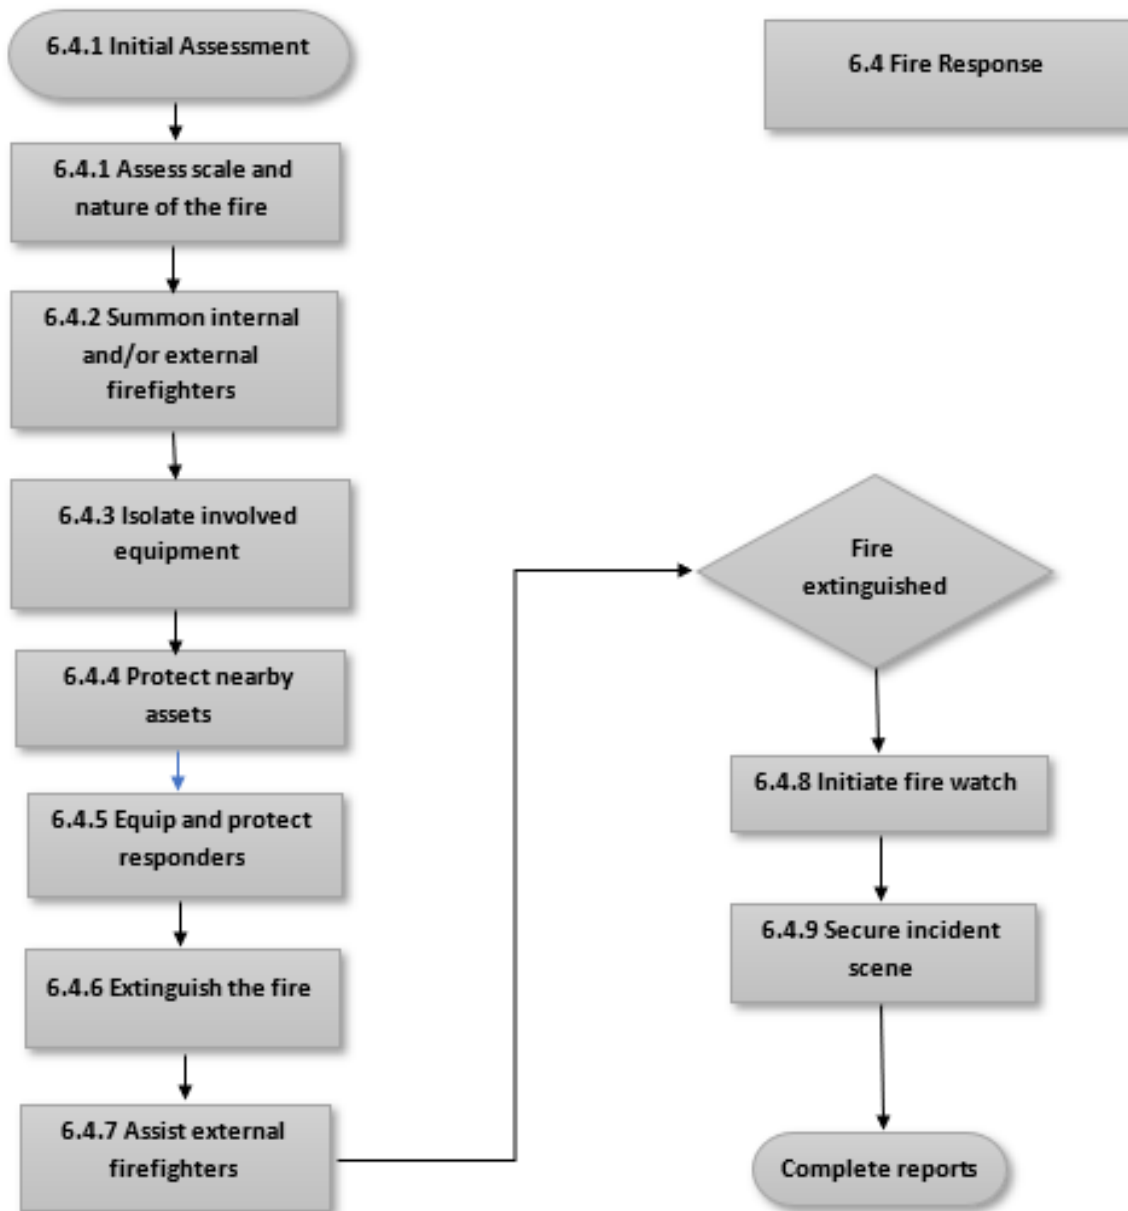 6.4.1 Initial Assessment
6.4 Fire Response
6.4.1 Assess scale and
nature of the fire
6.4.2 Summon internal
and/or external
firefighters
6.4.3 Isolate involved
equipment
6.4.4 Protect nearby
assets
6.4.5 Equip and protect
responders
6.4.6 Extinguish the fire
6.4.7 Assist external
firefighters
Fire
extinguished
6.4.8 Initiate fire watch
6.4.9 Secure incident
scene
Complete reports